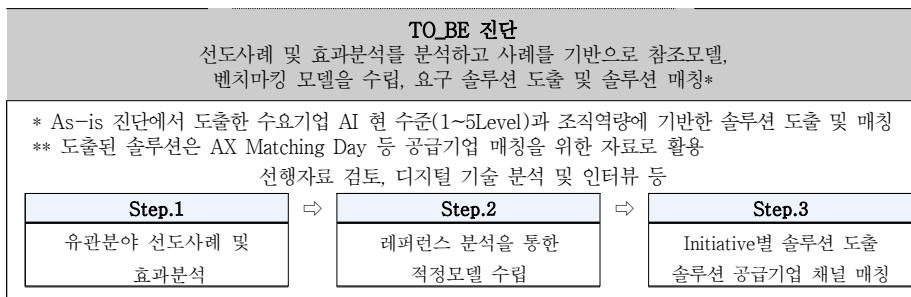 TO_BE 진단
선도사례 및 효과분석를 분석하고 사례를 기반으로 참조모델,
벤치마킹 모델을 수립, 요구 솔루션 도출 및 솔루션 매칭*
* As-is 진단에서 도출한 수요기업 AI 현 수준(1~5Level)과 조직역량에 기반한 솔루션 도출 및 매칭
** 도출된 솔루션은 AX Matching Day 등 공급기업 매칭을 위한 자료로 활용
선행자료 검토, 디지털 기술 분석 및 인터뷰 등
Step.1 ⇨ Step.2 ⇨ Step.3
유관분야 선도사례 및
효과분석
레퍼런스 분석을 통한
적정모델 수립
Initiative별 솔루션 도출
솔루션 공급기업 채널 매칭